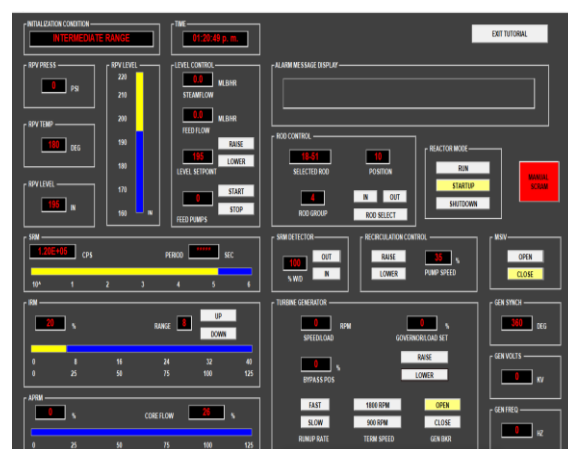 INITIALIZATION CONDITION
INTERMEDIATE RANGE
TIME
01:20:49 p. m.
EXIT TUTORIAL
RPV PRESS
0 PSI
RPV TEMP
180 DEG
RPV LEVEL
195 IN
RPV LEVEL
220
210
200
190
180
170
160 IN
LEVEL CONTROL
0.0 MLB/HR
STEAMFLOW
0.0 MLB/HR
FEED FLOW
195 RAISE
LEVEL SETPOINT LOWER
0 START
FEED PUMPS STOP
ALARM MESSAGE DISPLAY
ROD CONTROL
18-51 10
SELECTED ROD POSITION
4 IN OUT
ROD GROUP ROD SELECT
REACTOR MODE
RUN
STARTUP
SHUTDOWN
MANUAL
SCRAM
SRM
CPS PERIOD ***** SEC
10^ 1 2 3 4 5 6
SRM DETECTOR
100 OUT
% W/D IN
RECIRCULATION CONTROL
RAISE 35 %
LOWER PUMP SPEED
MSIV
OPEN
CLOSE
IRM
20 % RANGE 8 UP
DOWN
0 8 16 24 32 40
0 25 50 75 100 125
TURBINE GENERATOR
0 RPM 0 %
SPEED/LOAD GOVERNOR/LOAD SET
0 % RAISE
BYPASS POS LOWER
FAST 1800 RPM OPEN
SLOW 900 RPM CLOSE
RUNUP RATE TERM SPEED GEN BKR
GEN SYNCH
360 DEG
GEN VOLTS
0 KV
GEN FREQ
0 HZ
APRM
0 % CORE FLOW 26 %
0 25 50 75 100 125